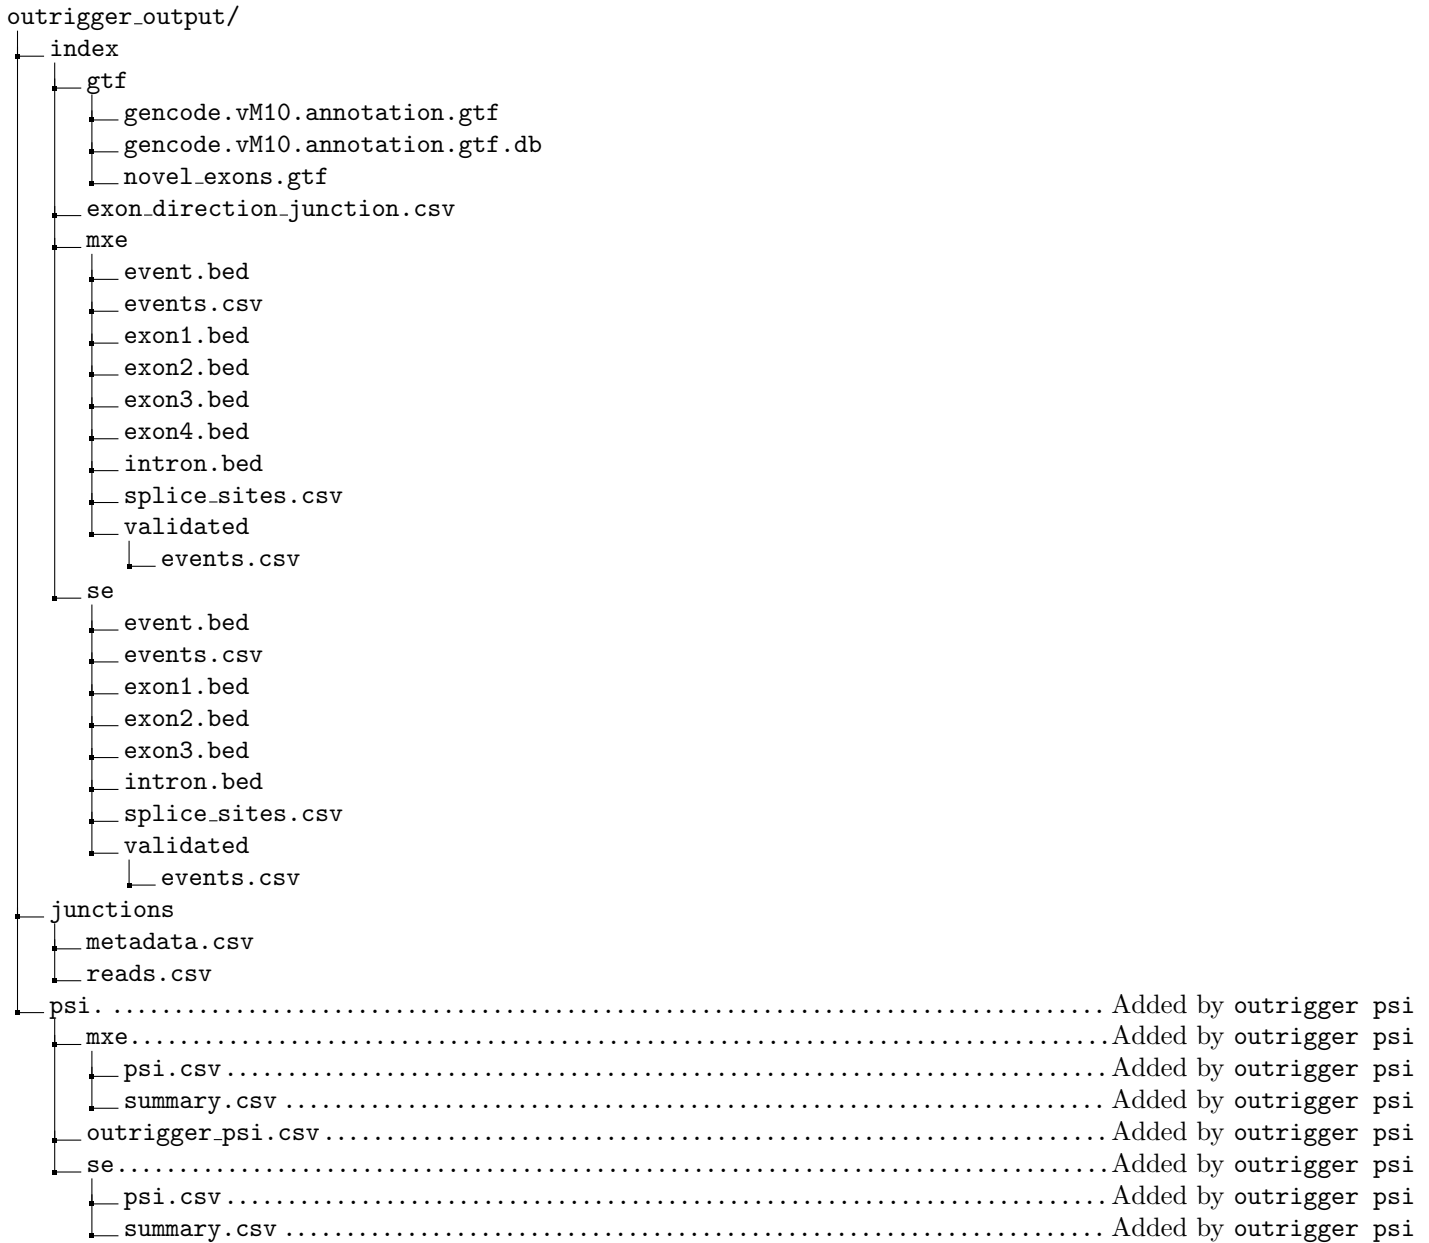 outrigger_output/
index
gtf
gencode.vM10.annotation.gtf
gencode.vM10.annotation.gtf.db
novel_exons.gtf
exon_direction_junction.csv
mxe
event.bed
events.csv
exon1.bed
exon2.bed
exon3.bed
exon4.bed
intron.bed
splice_sites.csv
validated
events.csv
se
event.bed
events.csv
exon1.bed
exon2.bed
exon3.bed
intron.bed
splice_sites.csv
validated
events.csv
junctions
metadata.csv
reads.csv
psi. ........ Added by outrigger psi
mxe ........ Added by outrigger psi
psi.csv ........ Added by outrigger psi
summary.csv ........ Added by outrigger psi
outrigger_psi.csv ........ Added by outrigger psi
se ........ Added by outrigger psi
psi.csv ........ Added by outrigger psi
summary.csv ........ Added by outrigger psi